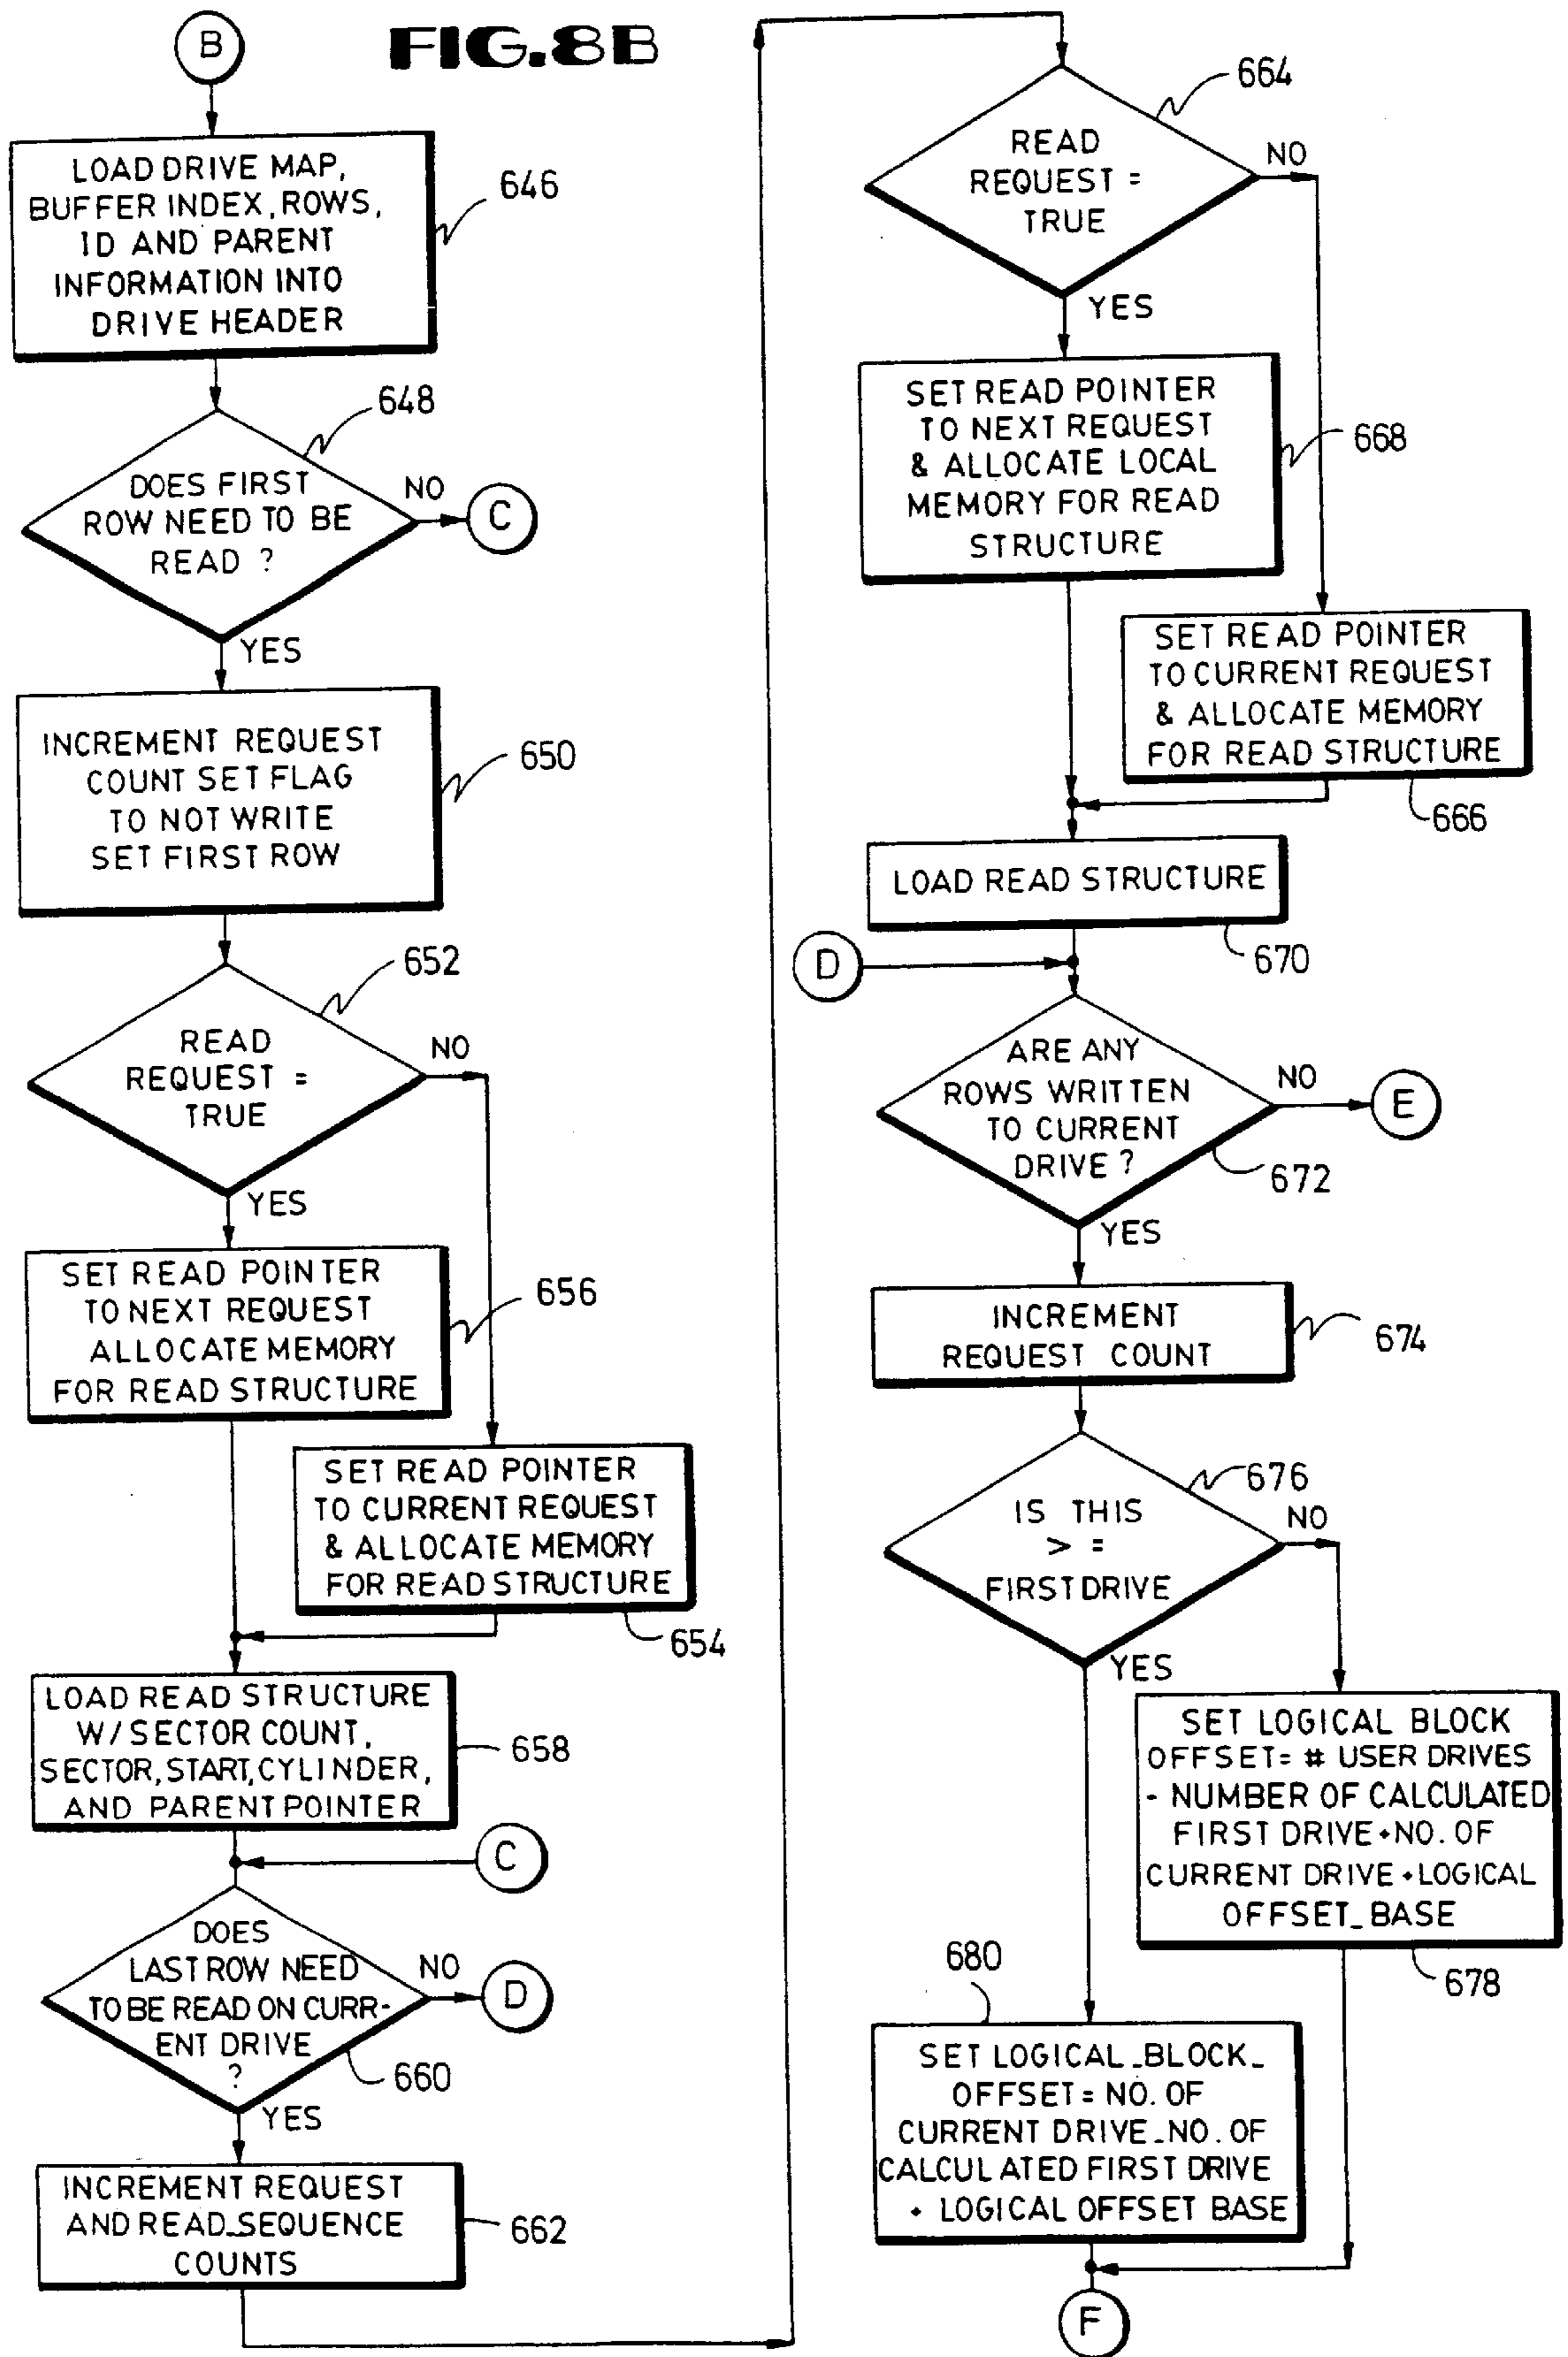 FIG.8B
B
LOAD DRIVE MAP,
BUFFER INDEX, ROWS,
ID AND PARENT
INFORMATION INTO
DRIVE HEADER
646
648
DOES FIRST
ROW NEED TO BE
READ ?
NO
C
YES
INCREMENT REQUEST
COUNT SET FLAG
TO NOT WRITE
SET FIRST ROW
650
652
READ
REQUEST =
TRUE
NO
YES
SET READ POINTER
TO NEXT REQUEST
ALLOCATE MEMORY
FOR READ STRUCTURE
656
SET READ POINTER
TO CURRENT REQUEST
& ALLOCATE MEMORY
FOR READ STRUCTURE
654
LOAD READ STRUCTURE
W/ SECTOR COUNT,
SECTOR, START, CYLINDER,
AND PARENT POINTER
658
C
DOES
LAST ROW NEED
TO BE READ ON CURR-
ENT DRIVE
?
NO
D
660
YES
INCREMENT REQUEST
AND READ_SEQUENCE
COUNTS
662
664
READ
REQUEST =
TRUE
NO
YES
SET READ POINTER
TO NEXT REQUEST
& ALLOCATE LOCAL
MEMORY FOR READ
STRUCTURE
668
SET READ POINTER
TO CURRENT REQUEST
& ALLOCATE MEMORY
FOR READ STRUCTURE
666
LOAD READ STRUCTURE
670
D
ARE ANY
ROWS WRITTEN
TO CURRENT
DRIVE ?
NO
E
672
YES
INCREMENT
REQUEST COUNT
674
676
IS THIS
> =
FIRST DRIVE
NO
YES
SET LOGICAL BLOCK
OFFSET= # USER DRIVES
- NUMBER OF CALCULATED
FIRST DRIVE + NO. OF
CURRENT DRIVE + LOGICAL
OFFSET_BASE
678
680
SET LOGICAL_BLOCK_
OFFSET= NO. OF
CURRENT DRIVE_NO. OF
CALCULATED FIRST DRIVE
+ LOGICAL OFFSET BASE
F